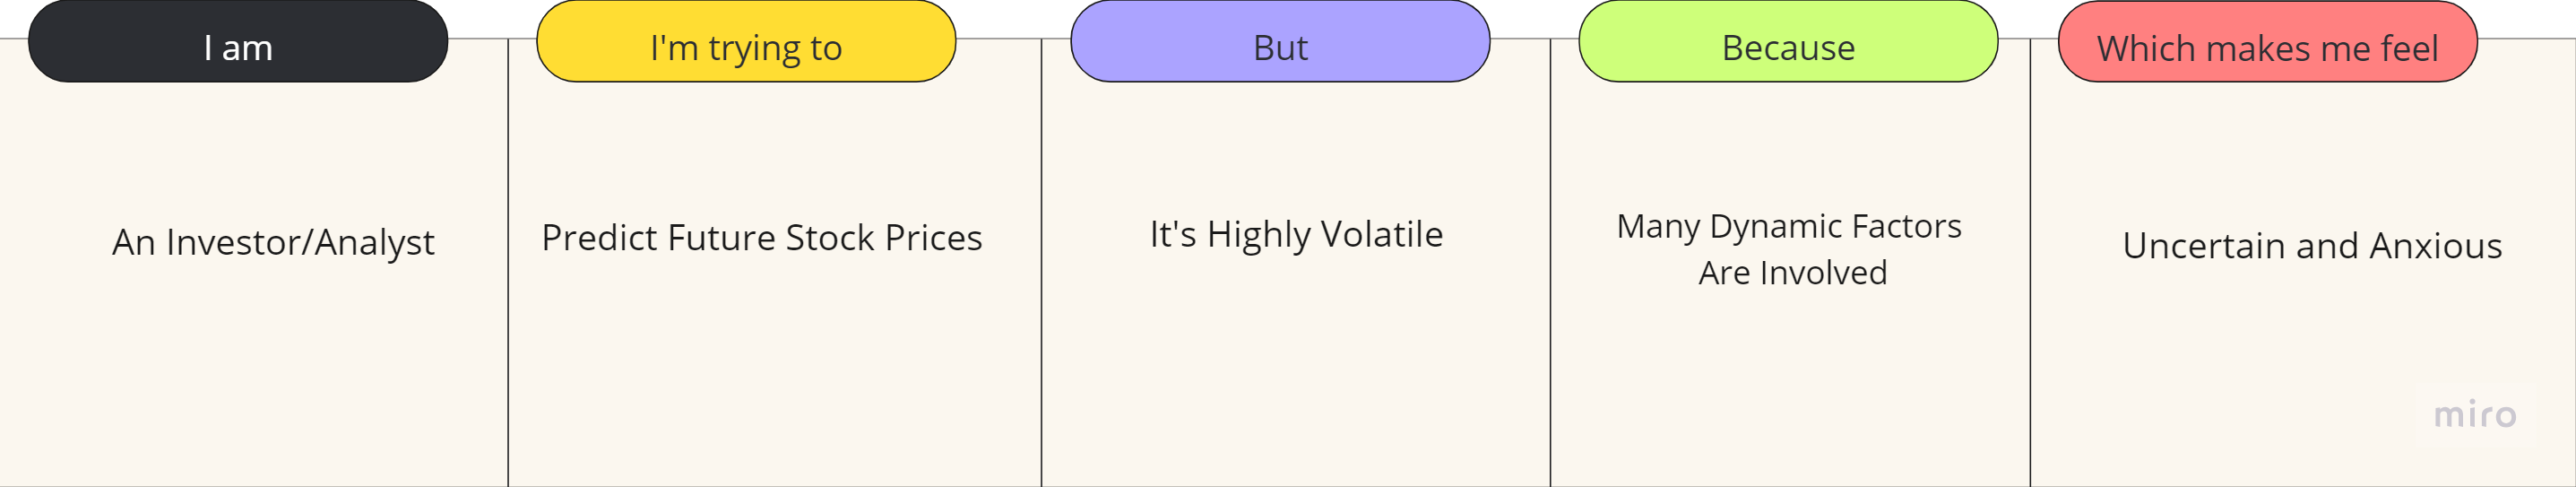 I am
An Investor/Analyst
I'm trying to
Predict Future Stock Prices
But
It's Highly Volatile
Because
Many Dynamic Factors
Are Involved
Which makes me feel
Uncertain and Anxious
miro